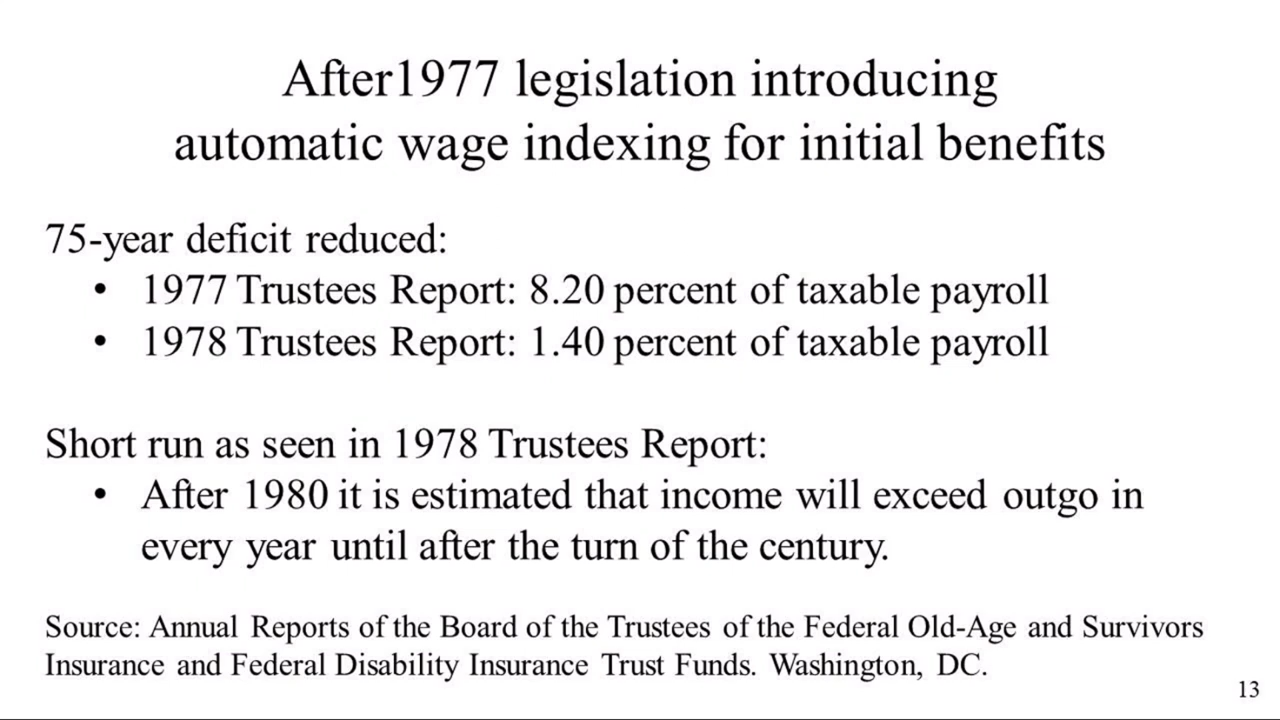 After1977 legislation introducing
automatic wage indexing for initial benefits
75-year deficit reduced:
• 1977 Trustees Report: 8.20 percent of taxable payroll
• 1978 Trustees Report: 1.40 percent of taxable payroll
Short run as seen in 1978 Trustees Report:
• After 1980 it is estimated that income will exceed outgo in
every year until after the turn of the century.
Source: Annual Reports of the Board of the Trustees of the Federal Old-Age and Survivors
Insurance and Federal Disability Insurance Trust Funds. Washington, DC.
13